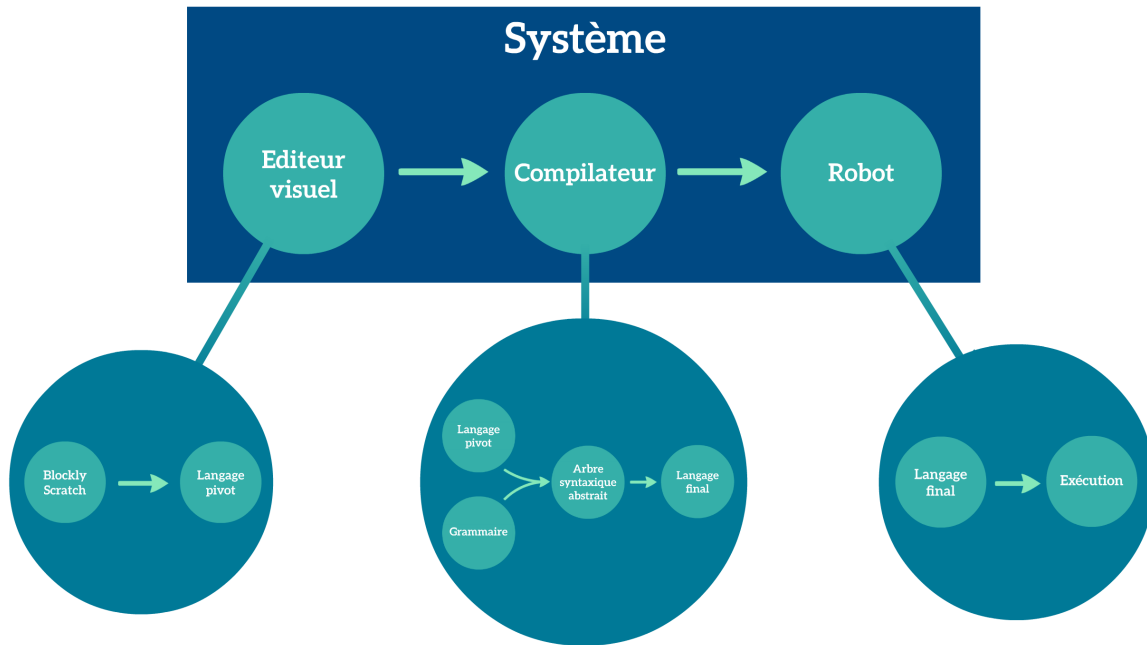 Système
Editeur
visuel
Compilateur
Robot
Blockly
Scratch
Langage
pivot
Langage
pivot
Grammaire
Arbre
syntaxique
abstrait
Langage
final
Langage
final
Exécution